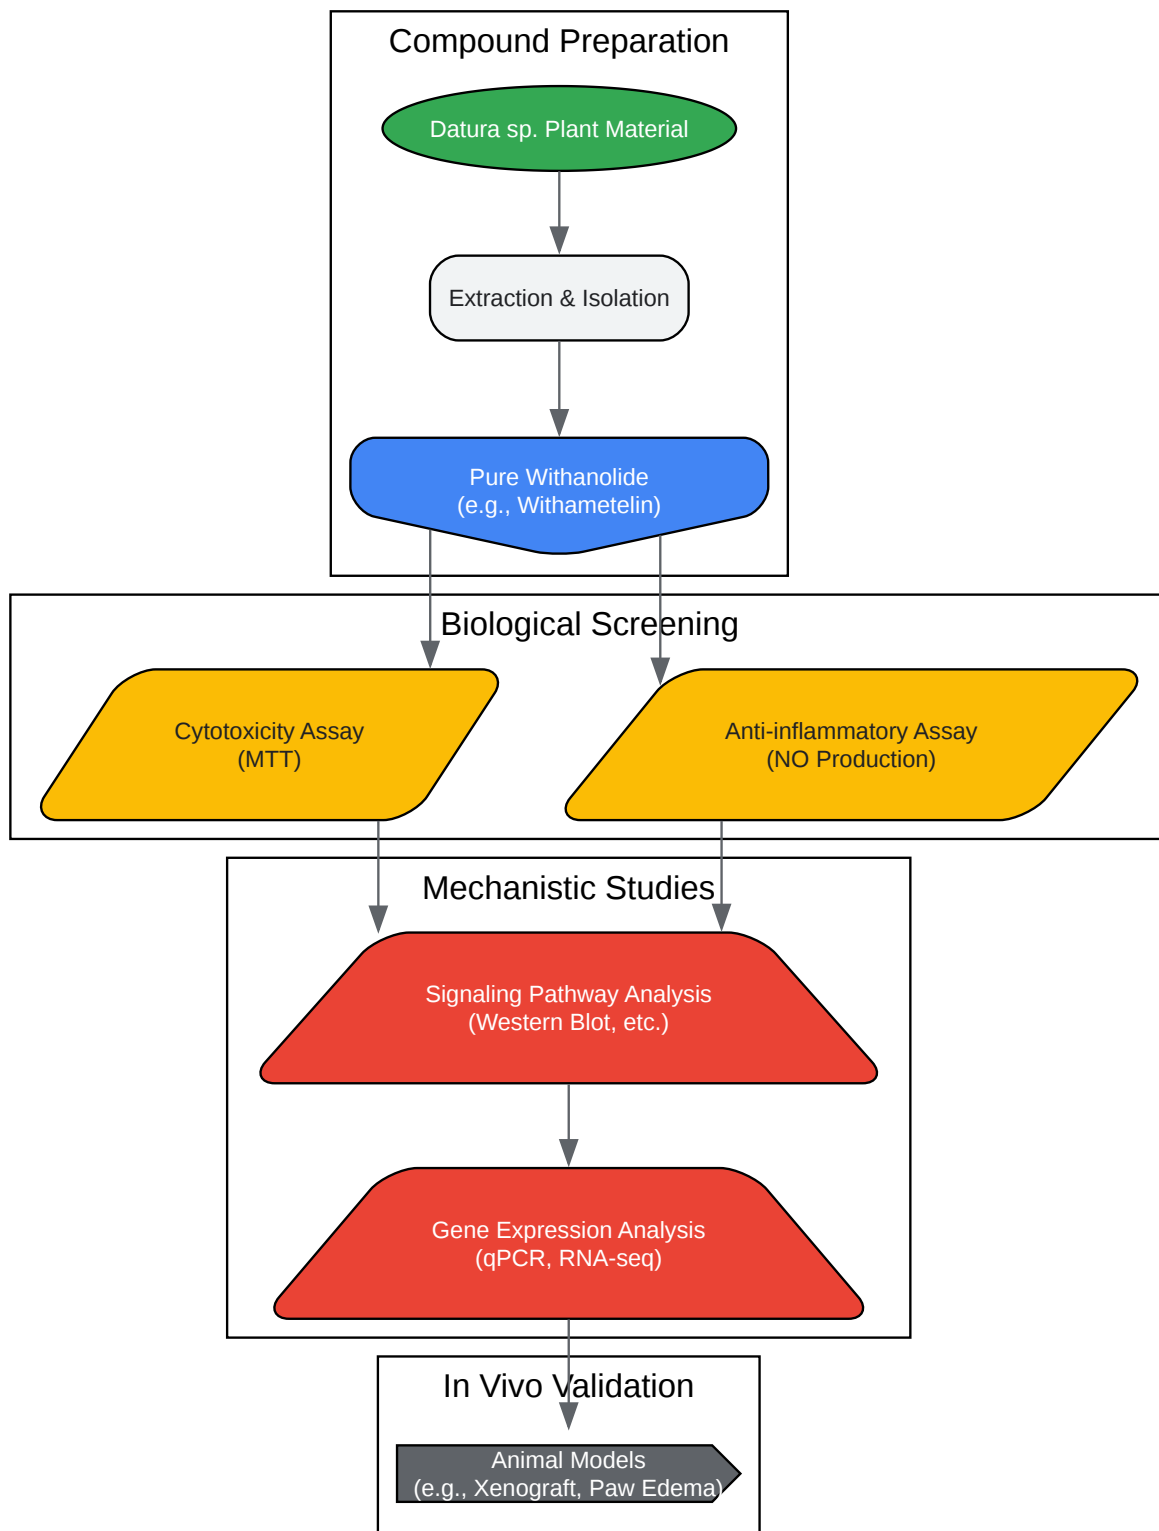 Compound Preparation
Datura sp. Plant Material
Extraction & Isolation
Pure Withanolide
(e.g., Withametelin)
Biological Screening
Cytotoxicity Assay
(MTT)
Anti-inflammatory Assay
(NO Production)
Mechanistic Studies
Signaling Pathway Analysis
(Western Blot, etc.)
Gene Expression Analysis
(qPCR, RNA-seq)
In Vivo Validation
Animal Models
(e.g., Xenograft, Paw Edema)